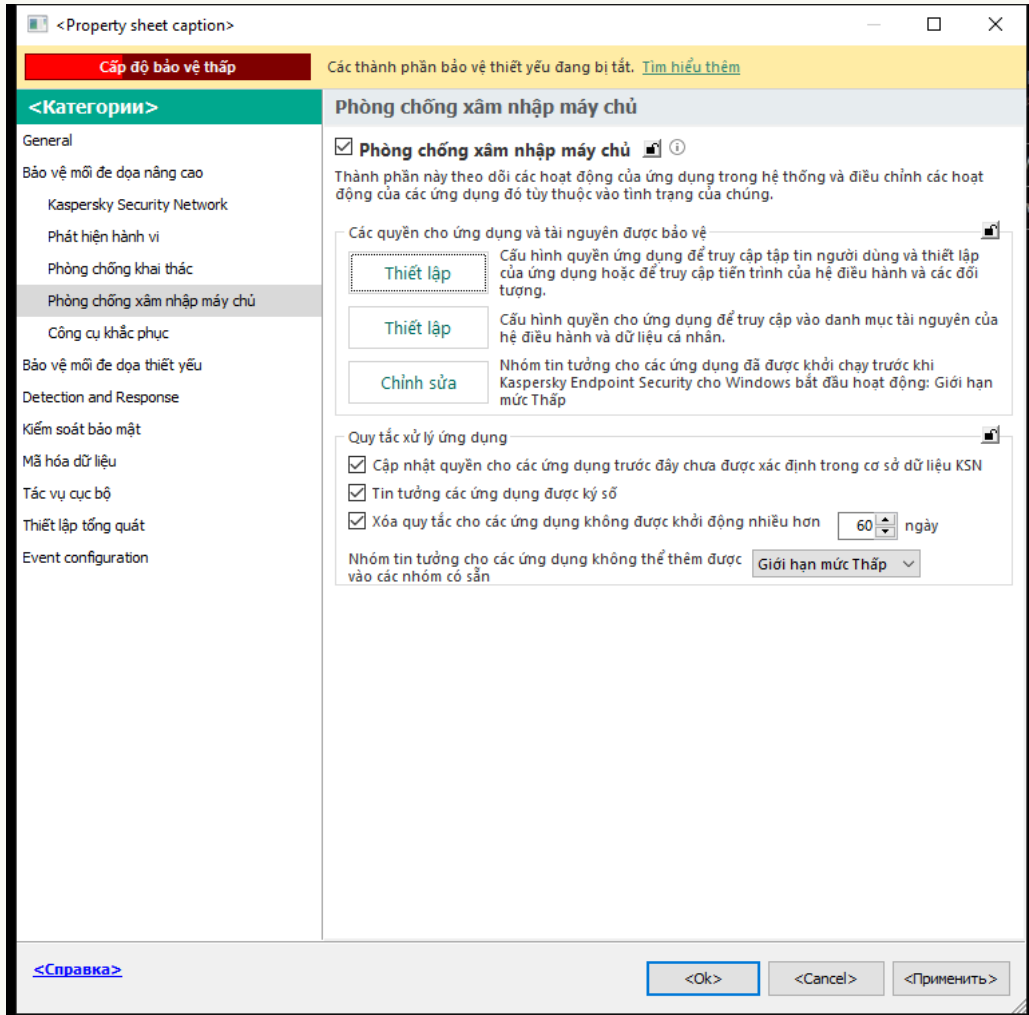 <Property sheet caption>
Cấp độ bảo vệ thấp
Các thành phần bảo vệ thiết yếu đang bị tắt. Tìm hiểu thêm
<Категории>
General
Bảo vệ mối đe dọa nâng cao
Kaspersky Security Network
Phát hiện hành vi
Phòng chống khai thác
Phòng chống xâm nhập máy chủ
Công cụ khắc phục
Bảo vệ mối đe dọa thiết yếu
Detection and Response
Kiểm soát bảo mật
Mã hóa dữ liệu
Tác vụ cục bộ
Thiết lập tổng quát
Event configuration
Phòng chống xâm nhập máy chủ
Phòng chống xâm nhập máy chủ
Thành phần này theo dõi các hoạt động của ứng dụng trong hệ thống và điều chỉnh các hoạt
động của các ứng dụng đó tùy thuộc vào tình trạng của chúng.
Các quyền cho ứng dụng và tài nguyên được bảo vệ
Thiết lập
Cấu hình quyền ứng dụng để truy cập tập tin người dùng và thiết lập
của ứng dụng hoặc để truy cập tiến trình của hệ điều hành và các đối
tượng.
Thiết lập
Cấu hình quyền cho ứng dụng để truy cập vào danh mục tài nguyên của
hệ điều hành và dữ liệu cá nhân.
Chỉnh sửa
Nhóm tin tưởng cho các ứng dụng đã được khởi chạy trước khi
Kaspersky Endpoint Security cho Windows bắt đầu hoạt động: Giới hạn
mức Thấp
Quy tắc xử lý ứng dụng
Cập nhật quyền cho các ứng dụng trước đây chưa được xác định trong cơ sở dữ liệu KSN
Tin tưởng các ứng dụng được ký số
Xóa quy tắc cho các ứng dụng không được khởi động nhiều hơn 60 ngày
Nhóm tin tưởng cho các ứng dụng không thể thêm được
vào các nhóm có sẵn
Giới hạn mức Thấp
<Справка>
<Ok>
<Cancel>
<Применить>